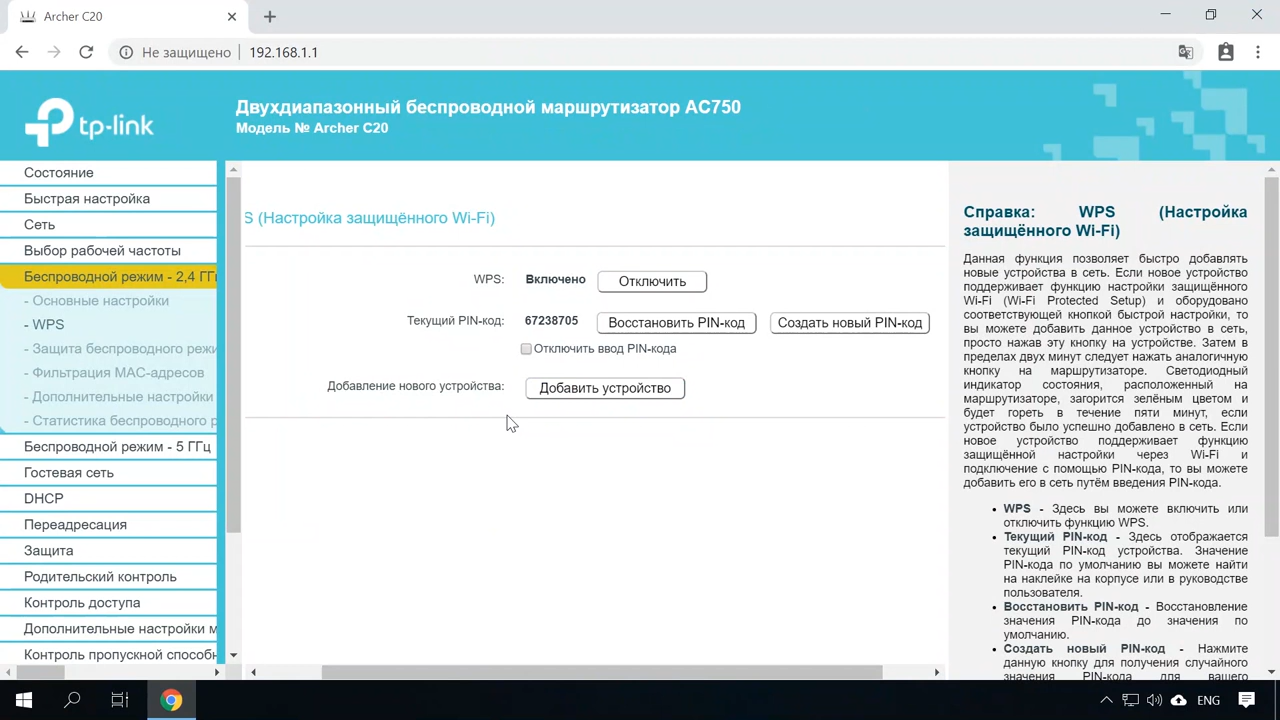 Archer C20
Не защищено
192.168.1.1
tp-link
Двухдиапазонный беспроводной маршрутизатор AC750
Модель № Archer C20
Состояние
Быстрая настройка
Сеть
Выбор рабочей частоты
Беспроводной режим - 2,4 ГГц
- Основные настройки
- WPS
- Защита беспроводного режи
- Фильтрация MAC-адресов
- Дополнительные настройки
- Статистика беспроводного р
Беспроводной режим - 5 ГГц
Гостевая сеть
DHCP
Переадресация
Защита
Родительский контроль
Контроль доступа
Дополнительные настройки м
Контроль пропускной способн
S (Настройка защищённого Wi-Fi)
WPS: Включено Отключить
Текущий PIN-код: 67238705 Восстановить PIN-код Создать новый PIN-код
Отключить ввод PIN-кода
Добавление нового устройства: Добавить устройство
Справка: WPS (Настройка
защищённого Wi-Fi)
Данная функция позволяет быстро добавлять
новые устройства в сеть. Если новое устройство
поддерживает функцию настройки защищённого
Wi-Fi (Wi-Fi Protected Setup) и оборудовано
соответствующей кнопкой быстрой настройки, то
вы можете добавить данное устройство в сеть,
просто нажав эту кнопку на устройстве. Затем в
пределах двух минут следует нажать аналогичную
кнопку на маршрутизаторе. Светодиодный
индикатор состояния, расположенный на
маршрутизаторе, загорится зелёным цветом и
будет гореть в течение пяти минут, если
устройство было успешно добавлено в сеть. Если
новое устройство поддерживает функцию
защищённой настройки через Wi-Fi и
подключение с помощью PIN-кода, то вы можете
добавить его в сеть путём введения PIN-кода.
• WPS - Здесь вы можете включить или
отключить функцию WPS.
• Текущий PIN-код - Здесь отображается
текущий PIN-код устройства. Значение
PIN-кода по умолчанию вы можете найти
на наклейке на корпусе или в руководстве
пользователя.
• Восстановить PIN-код - Восстановление
значения PIN-кода до значения по
умолчанию.
• Создать новый PIN-код - Нажмите
данную кнопку для получения случайного
значения PIN-кода для вашего
ENG